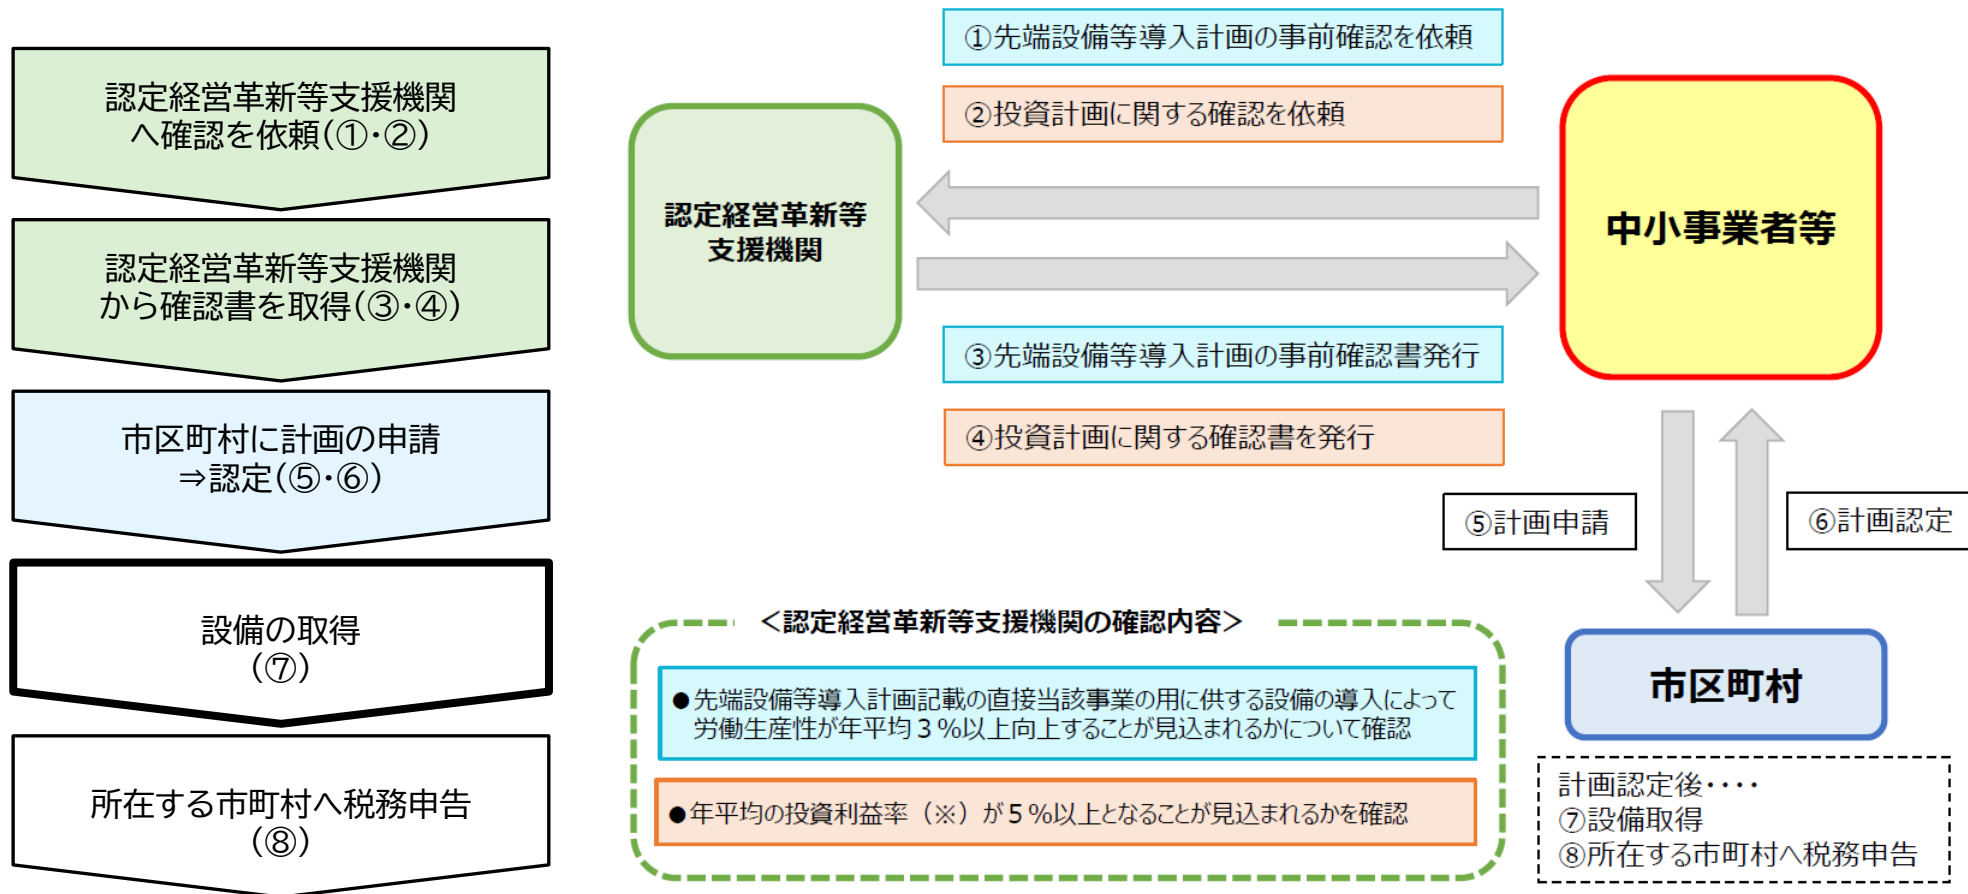 認定経営革新等支援機関
へ確認を依頼(①・②)
認定経営革新等支援機関
から確認書を取得(③・④)
市区町村に計画の申請
⇒認定(⑤・⑥)
設備の取得
(⑦)
所在する市町村へ税務申告
(⑧)
①先端設備等導入計画の事前確認を依頼
②投資計画に関する確認を依頼
認定経営革新等
支援機関
中小事業者等
③先端設備等導入計画の事前確認書発行
④投資計画に関する確認書を発行
⑤計画申請
⑥計画認定
市区町村
<認定経営革新等支援機関の確認内容>
●先端設備等導入計画記載の直接当該事業の用に供する設備の導入によって
労働生産性が年平均3%以上向上することが見込まれるかについて確認
●年平均の投資利益率(※)が5%以上となることが見込まれるかを確認
計画認定後・・・・
⑦設備取得
⑧所在する市町村へ税務申告